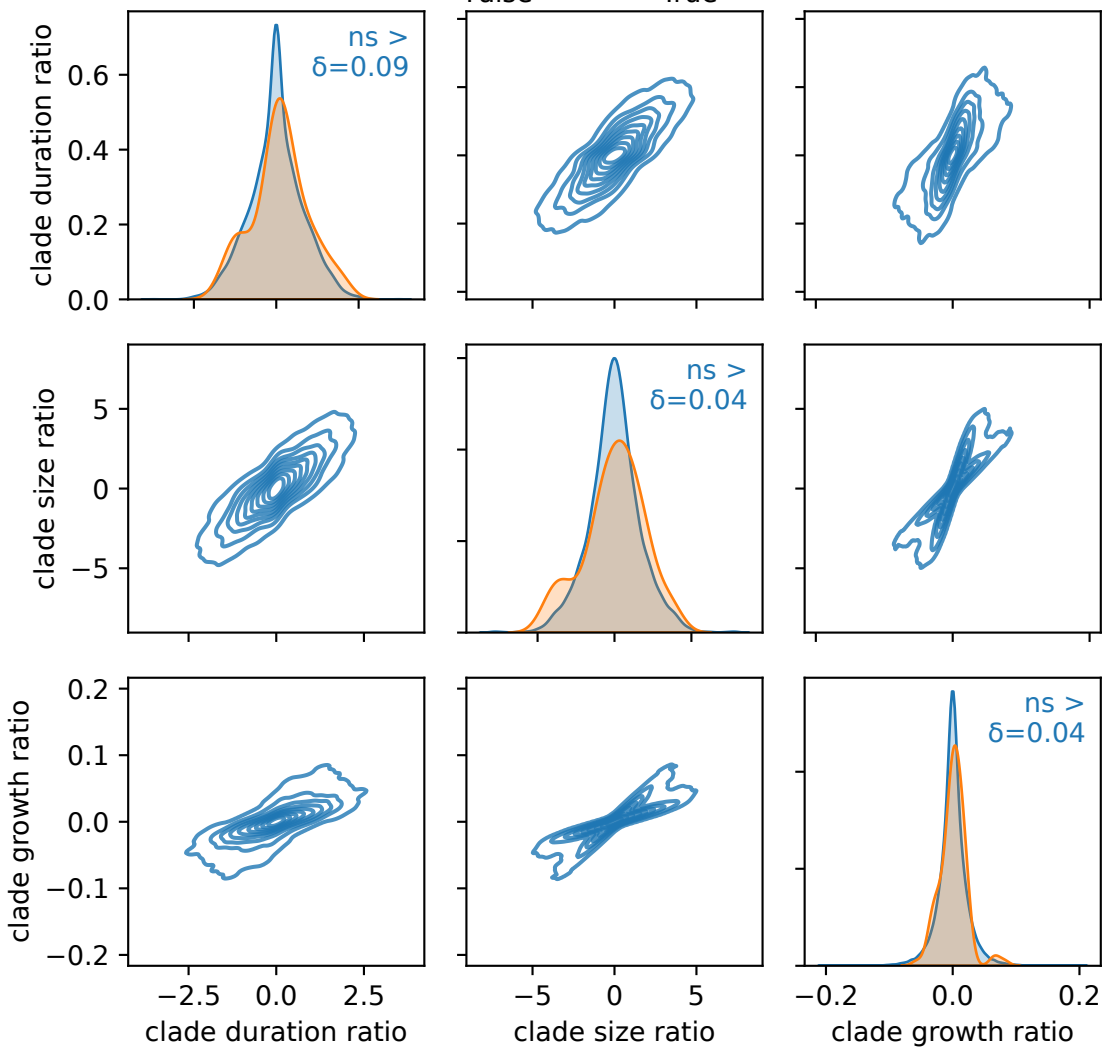 False True
clade duration ratio
0.6
0.4
0.2
0.0
ns >
δ=0.09
clade size ratio
5
0
−5
ns >
δ=0.04
clade growth ratio
0.2
0.1
0.0
−0.1
−0.2
ns >
δ=0.04
−2.5 0.0 2.5
−5 0 5
−0.2 0.0 0.2
clade duration ratio
clade size ratio
clade growth ratio